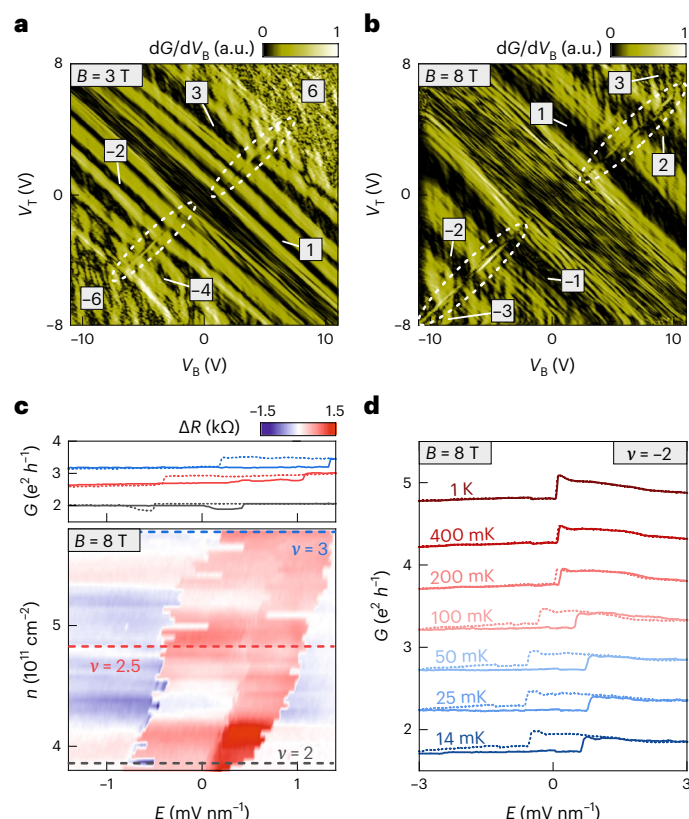 a
dG/dV_B (a.u.)
0
1
B = 3 T
8
0
–8
V_T (V)
–10
0
10
V_B (V)
3
6
–2
1
–4
–6
b
dG/dV_B (a.u.)
0
1
B = 8 T
8
0
–8
V_T (V)
–10
0
10
V_B (V)
3
1
2
–2
–1
–3
c
ΔR (kΩ)
–1.5
1.5
G (e² h⁻¹)
4
3
2
B = 8 T
ν = 3
ν = 2.5
ν = 2
n (10¹¹ cm⁻²)
5
4
–1
0
1
E (mV nm⁻¹)
d
B = 8 T
ν = –2
G (e² h⁻¹)
5
4
3
2
1 K
400 mK
200 mK
100 mK
50 mK
25 mK
14 mK
–3
0
3
E (mV nm⁻¹)